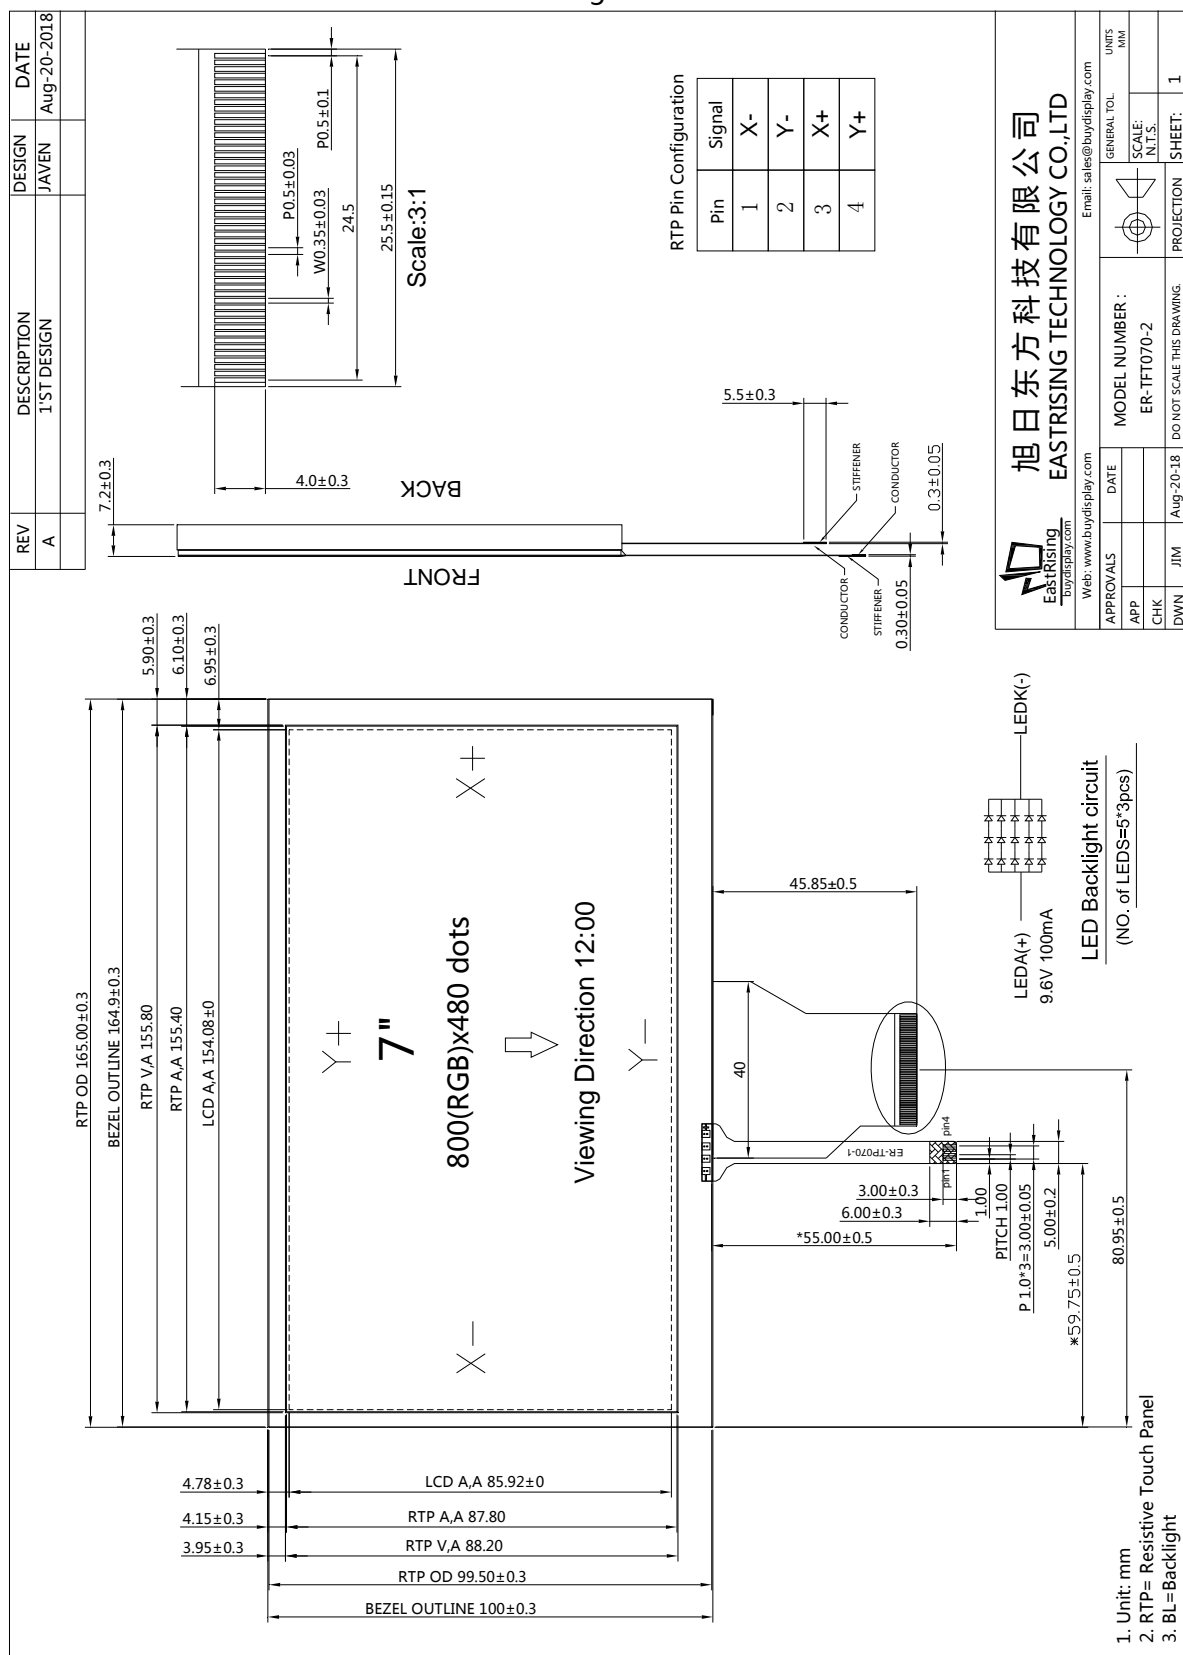 REV
DESCRIPTION
DESIGN
DATE
A
1'ST DESIGN
JAVEN
Aug-20-2018
P0.5±0.1
P0.5±0.03
W0.35±0.03
24.5
25.5±0.15
Scale:3:1
4.0±0.3
7.2±0.3
BACK
FRONT
5.5±0.3
STIFFENER
CONDUCTOR
0.3±0.05
CONDUCTOR
STIFFENER
0.30±0.05
RTP Pin Configuration
Pin Signal
1 X-
2 Y-
3 X+
4 Y+
5.90±0.3
6.10±0.3
6.95±0.3
RTP OD 165.00±0.3
BEZEL OUTLINE 164.9±0.3
RTP V,A 155.80
RTP A,A 155.40
LCD A,A 154.08±0
Y+
X-
X+
Y-
7"
800(RGB)x480 dots
Viewing Direction 12:00
4.78±0.3
4.15±0.3
3.95±0.3
LCD A,A 85.92±0
RTP A,A 87.80
RTP V,A 88.20
RTP OD 99.50±0.3
BEZEL OUTLINE 100±0.3
45.85±0.5
40
ER-TP070-1
pin1
pin4
3.00±0.3
6.00±0.3
*55.00±0.5
1.00
PITCH 1.00
P 1.0*3=3.00±0.05
5.00±0.2
*59.75±0.5
80.95±0.5
LEDA(+)
LEDK(-)
9.6V 100mA
LED Backlight circuit
(NO. of LEDS=5*3pcs)
1. Unit: mm
2. RTP= Resistive Touch Panel
3. BL=Backlight
EastRising
buydisplay.com
旭日东方科技有限公司
EASTRISING TECHNOLOGY CO.,LTD
Web: www.buydisplay.com
Email: sales@buydisplay.com
APPROVALS
DATE
APP
CHK
DWN
JIM
Aug-20-18
MODEL NUMBER :
ER-TFT070-2
DO NOT SCALE THIS DRAWING.
PROJECTION
GENERAL TOL.
UNITS
MM
SCALE:
N.T.S.
SHEET: 1